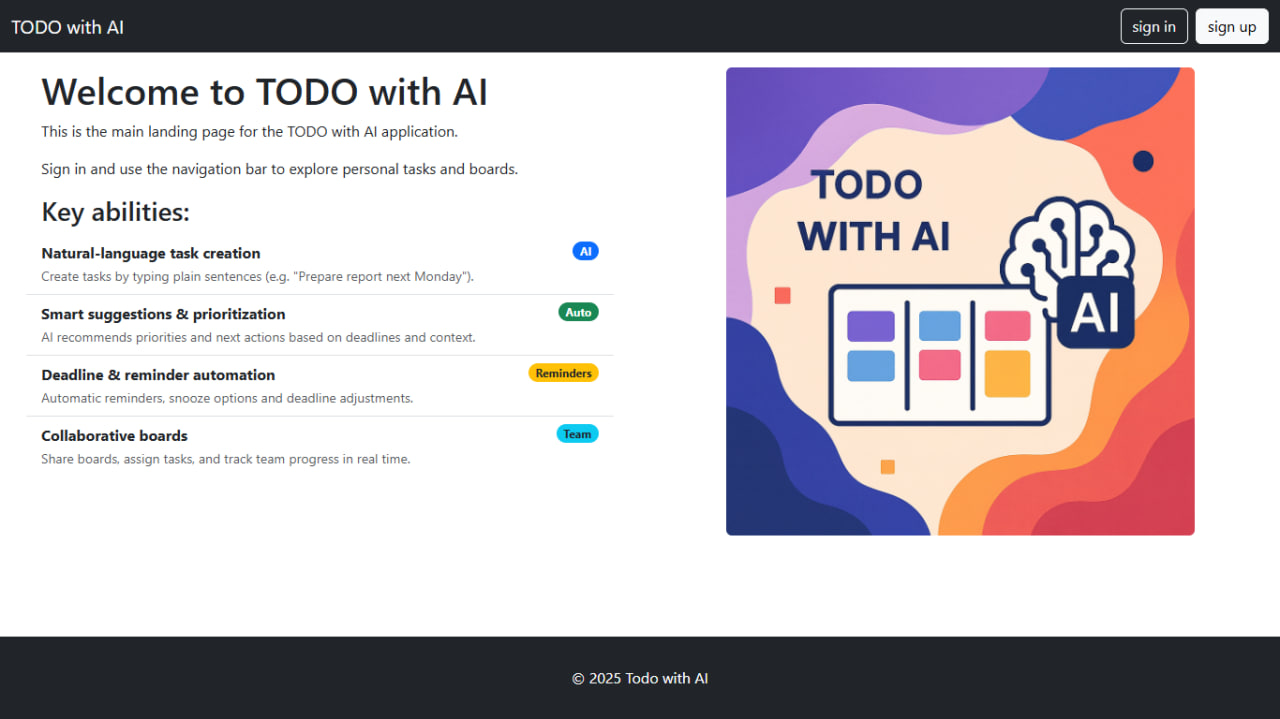 TODO with AI
sign in
sign up
Welcome to TODO with AI
This is the main landing page for the TODO with AI application.
Sign in and use the navigation bar to explore personal tasks and boards.
Key abilities:
Natural-language task creation
AI
Create tasks by typing plain sentences (e.g. "Prepare report next Monday").
Smart suggestions & prioritization
Auto
AI recommends priorities and next actions based on deadlines and context.
Deadline & reminder automation
Reminders
Automatic reminders, snooze options and deadline adjustments.
Collaborative boards
Team
Share boards, assign tasks, and track team progress in real time.
TODO
WITH AI
AI
© 2025 Todo with AI